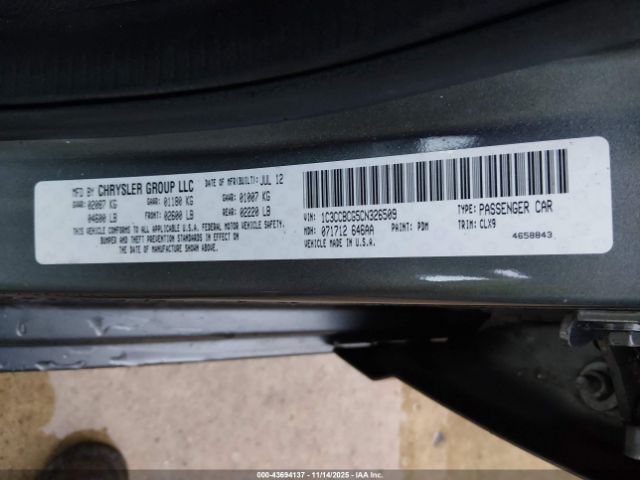 MFD BY CHRYSLER GROUP LLC DATE OF MFR(BUILT): JUL 12
GVWR: 02087 KG GAWR: 01180 KG GAWR: 01007 KG
04600 LB FRONT: 02600 LB REAR: 02220 LB
THIS VEHICLE CONFORMS TO ALL APPLICABLE U.S.A. FEDERAL MOTOR VEHICLE SAFETY,
BUMPER AND THEFT PREVENTION STANDARDS IN EFFECT ON
THE DATE OF MANUFACTURE SHOWN ABOVE.
VIN: 1C3CCBCG5CN326509 TYPE: PASSENGER CAR
MDH: 071712 646AA PAINT: PDM TRIM: CLX9
VEHICLE MADE IN U.S.A. 4658843
000-43694137 - 11/14/2025 - IAAI.COM